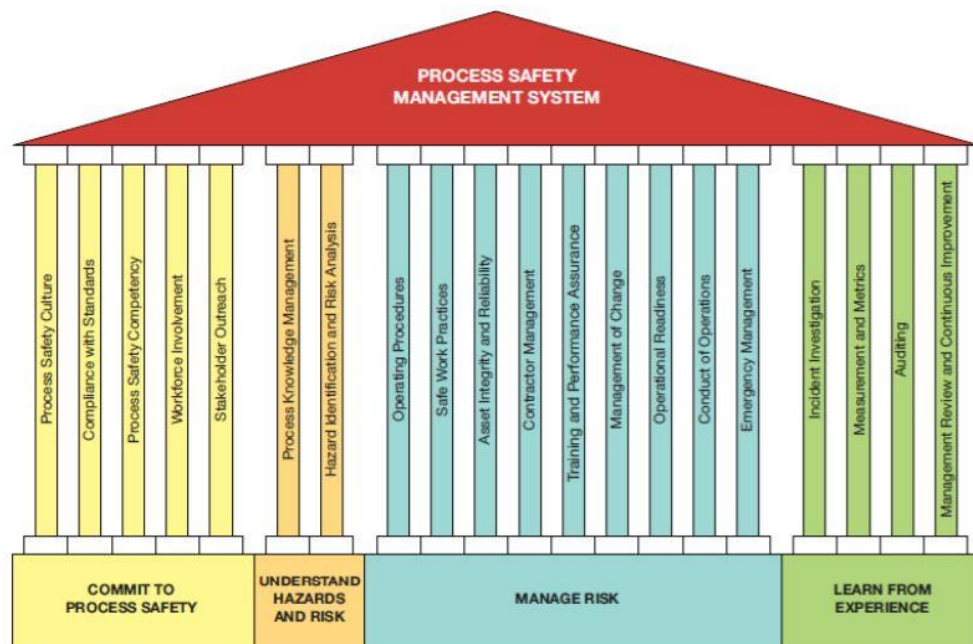 PROCESS SAFETY
MANAGEMENT SYSTEM
Process Safety Culture
Compliance with Standards
Process Safety Competency
Workforce Involvement
Stakeholder Outreach
Process Knowledge Management
Hazard Identification and Risk Analysis
Operating Procedures
Safe Work Practices
Asset Integrity and Reliability
Contractor Management
Training and Performance Assurance
Management of Change
Operational Readiness
Conduct of Operations
Emergency Management
Incident Investigation
Measurement and Metrics
Auditing
Management Review and Continuous Improvement
COMMIT TO
PROCESS SAFETY
UNDERSTAND
HAZARDS
AND RISK
MANAGE RISK
LEARN FROM
EXPERIENCE